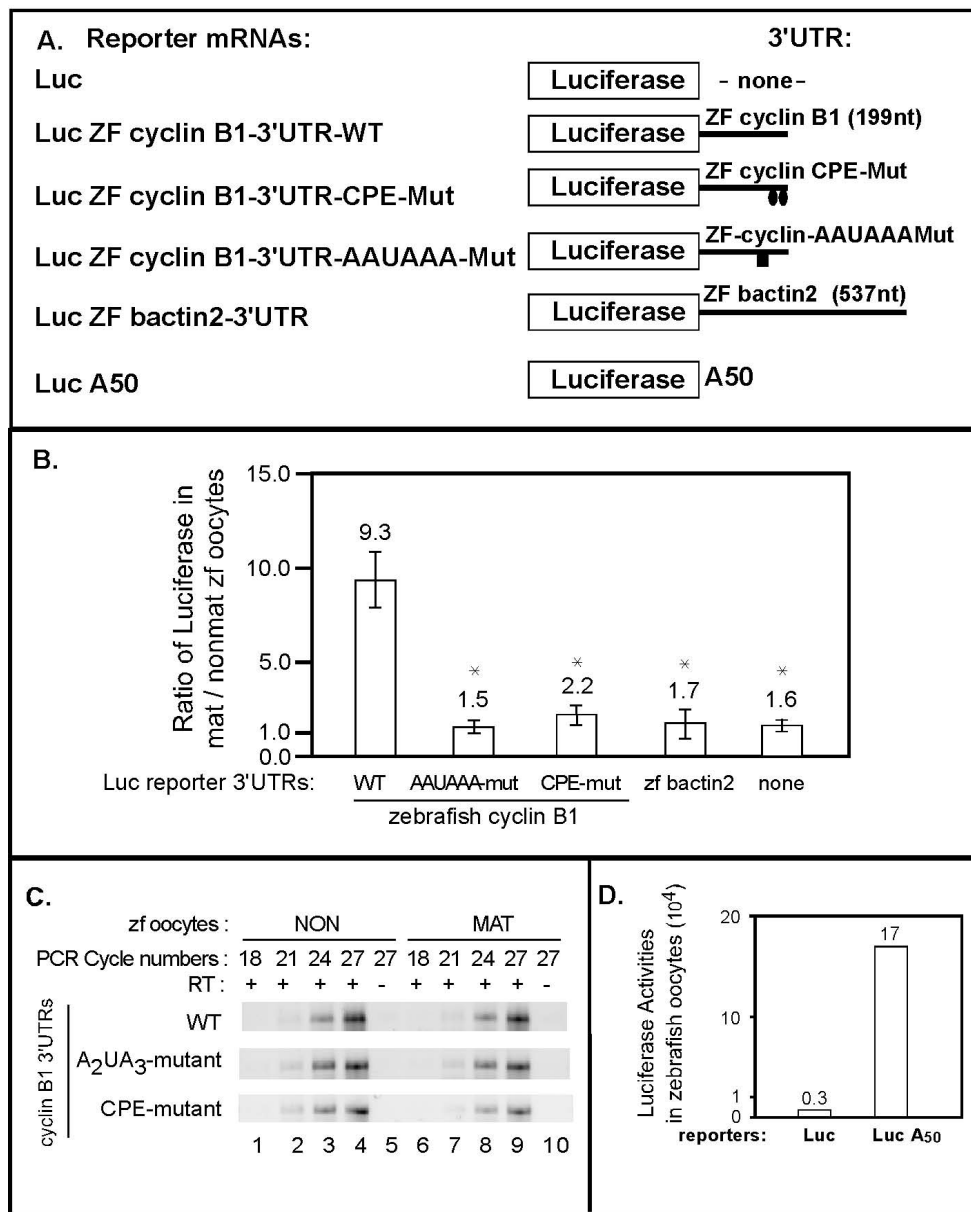 A. Reporter mRNAs: 3'UTR:
Luc Luciferase - none -
Luc ZF cyclin B1-3'UTR-WT Luciferase ZF cyclin B1 (199nt)
Luc ZF cyclin B1-3'UTR-CPE-Mut Luciferase ZF cyclin CPE-Mut
Luc ZF cyclin B1-3'UTR-AAUAAA-Mut Luciferase ZF-cyclin-AAUAAAMut
Luc ZF bactin2-3'UTR Luciferase ZF bactin2 (537nt)
Luc A50 Luciferase A50
B.
Ratio of Luciferase in
mat / nonmat zf oocytes
15.0
10.0
5.0
1.0
0.0
9.3
* 1.5
* 2.2
* 1.7
* 1.6
Luc reporter 3'UTRs: WT AAUAAA-mut CPE-mut zf bactin2 none
zebrafish cyclin B1
C.
zf oocytes : NON MAT
PCR Cycle numbers : 18 21 24 27 27 18 21 24 27 27
RT : + + + + - + + + + -
cyclin B1 3'UTRs
WT
A2UA3-mutant
CPE-mutant
1 2 3 4 5 6 7 8 9 10
D.
Luciferase Activities
in zebrafish oocytes (10⁴)
20
10
1
0
0.3
17
reporters: Luc Luc A50